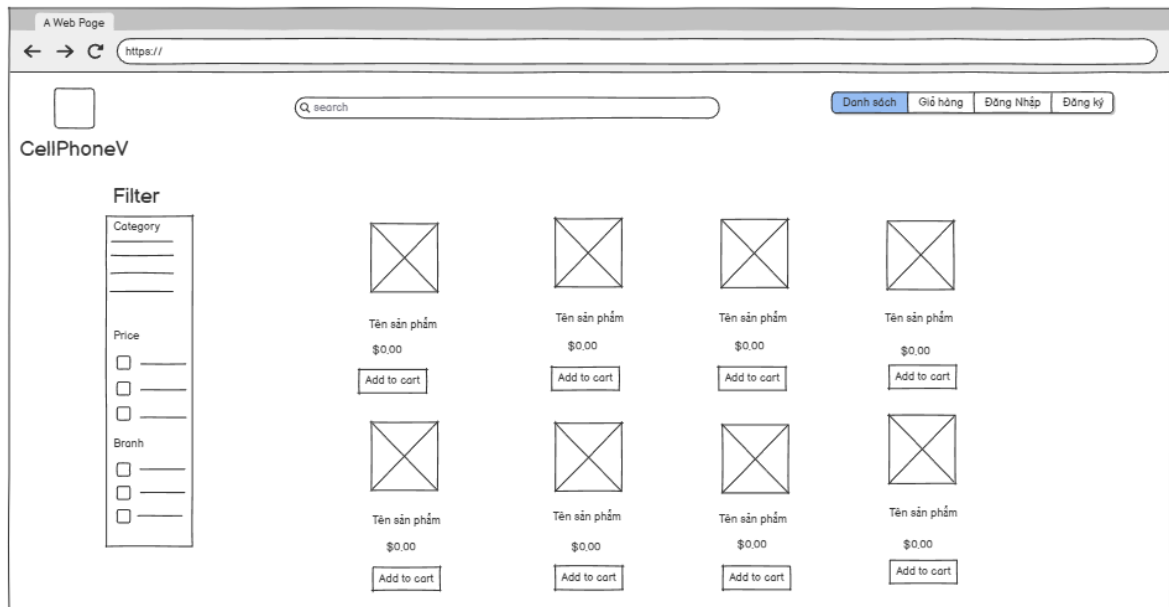 A Web Page
https://
search
Danh sách
Giỏ hàng
Đăng Nhập
Đăng ký
CellPhoneV
Filter
Category
Price
Branh
Tên sản phẩm
Tên sản phẩm
Tên sản phẩm
Tên sản phẩm
$0,00
$0,00
$0,00
$0,00
Add to cart
Add to cart
Add to cart
Add to cart
Tên sản phẩm
Tên sản phẩm
Tên sản phẩm
Tên sản phẩm
$0,00
$0,00
$0,00
$0,00
Add to cart
Add to cart
Add to cart
Add to cart